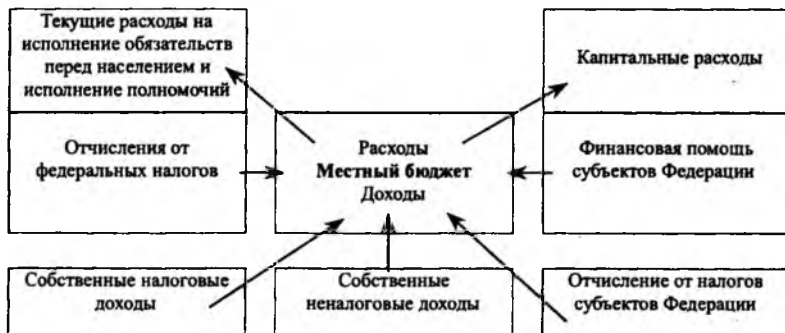 Текущие расходы на
исполнение обязательств
перед населением и
исполнение полномочий
Капитальные расходы
Отчисления от
федеральных налогов
Расходы
Местный бюджет
Доходы
Финансовая помощь
субъектов Федерации
Собственные налоговые
доходы
Собственные
неналоговые доходы
Отчисление от налогов
субъектов Федерации